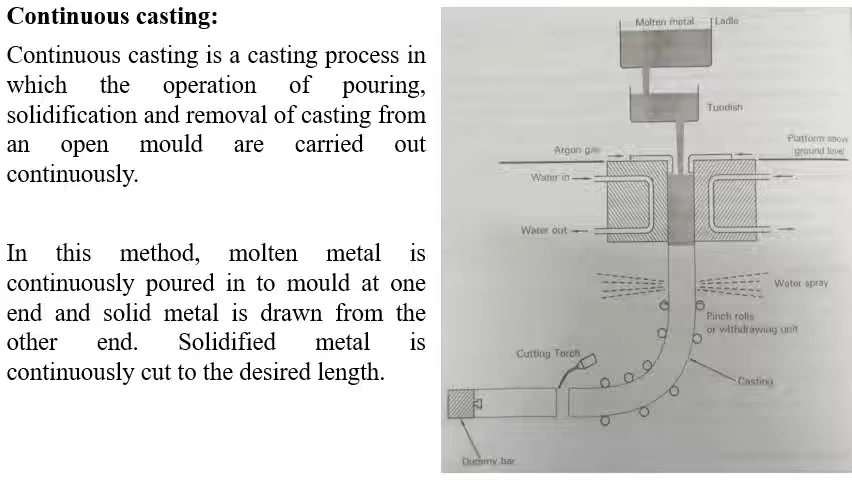 Continuous casting:
Continuous casting is a casting process in
which the operation of pouring,
solidification and removal of casting from
an open mould are carried out
continuously.
In this method, molten metal is
continuously poured in to mould at one
end and solid metal is drawn from the
other end. Solidified metal is
continuously cut to the desired length.
Molten metal
Ladle
Tundish
Argon gas
Platform above
ground level
Water in
Water out
Water spray
Pinch rolls
or withdrawing unit
Cutting Torch
Casting
Dummy bar